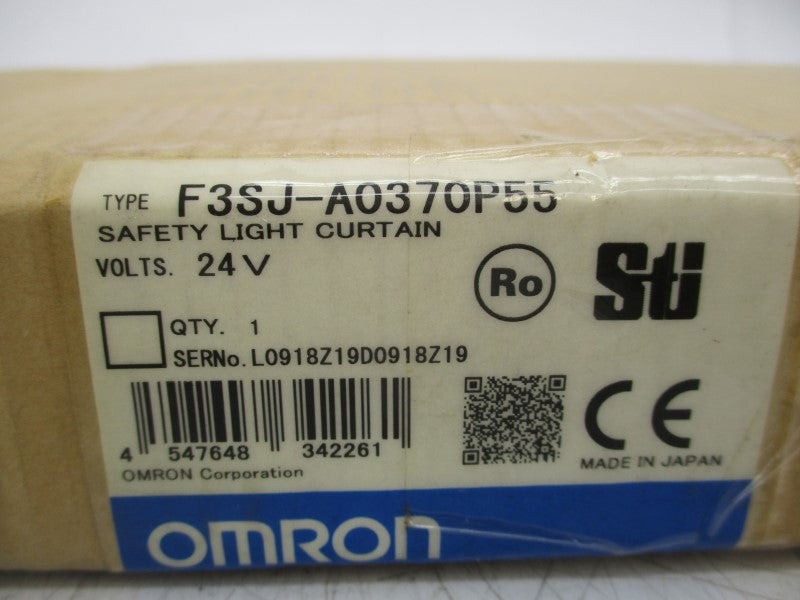 TYPE F3SJ-A0370P55
SAFETY LIGHT CURTAIN
VOLTS. 24V
Ro
Sti
QTY. 1
SERNo. L0918Z19D0918Z19
4 547648 342261
CE
MADE IN JAPAN
OMRON Corporation
OMRON